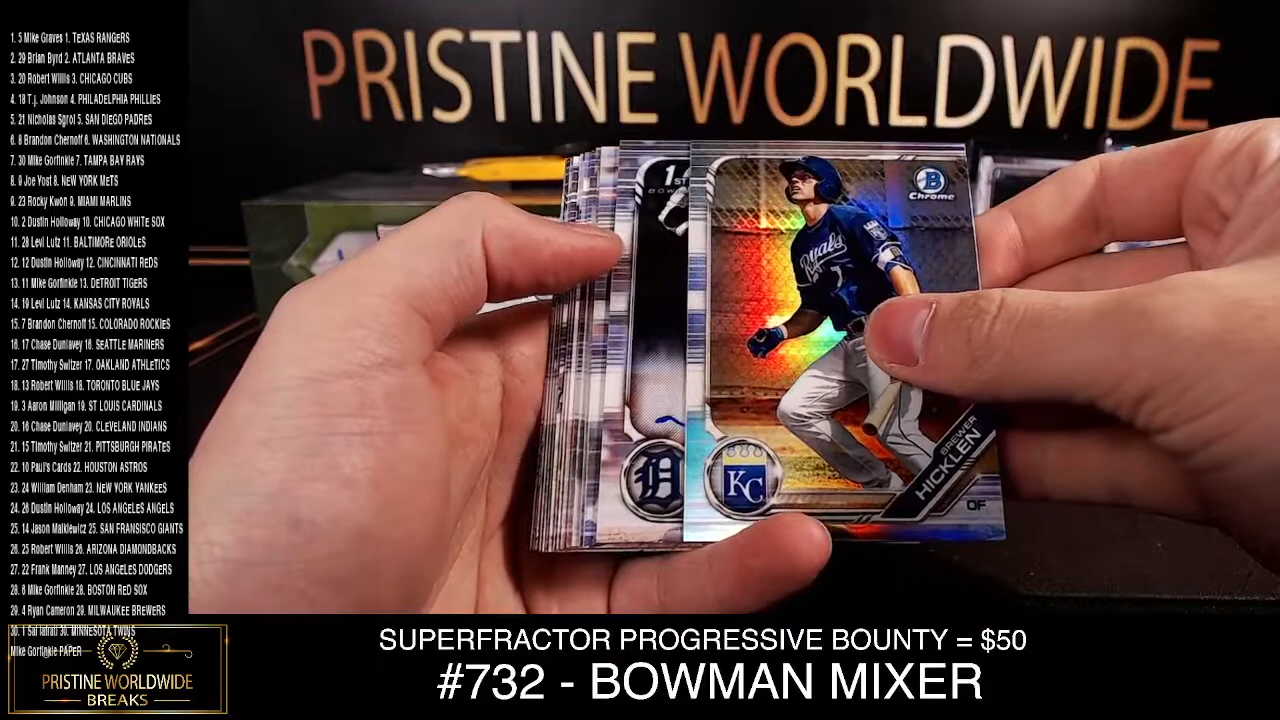 1. 5 Mike Graves 1. TEXAS RANGERS
2. 29 Brian Byrd 2. ATLANTA BRAVES
3. 20 Robert Willis 3. CHICAGO CUBS
4. 18 T.j. Johnson 4. PHILADELPHIA PHILLIES
5. 21 Nicholas Sgroi 5. SAN DIEGO PADRES
6. 8 Brandon Chernoff 6. WASHINGTON NATIONALS
7. 30 Mike Gorfinkle 7. TAMPA BAY RAYS
8. 9 Joe Yost 8. NEW YORK METS
9. 23 Rocky Kwon 9. MIAMI MARLINS
10. 2 Dustin Holloway 10. CHICAGO WHITE SOX
11. 28 Levi Lutz 11. BALTIMORE ORIOLES
12. 12 Dustin Holloway 12. CINCINNATI REDS
13. 11 Mike Gorfinkle 13. DETROIT TIGERS
14. 19 Levi Lutz 14. KANSAS CITY ROYALS
15. 7 Brandon Chernoff 15. COLORADO ROCKIES
16. 17 Chase Dunlavey 16. SEATTLE MARINERS
17. 27 Timothy Switzer 17. OAKLAND ATHLETICS
18. 13 Robert Willis 18. TORONTO BLUE JAYS
19. 3 Aaron Milligan 19. ST LOUIS CARDINALS
20. 16 Chase Dunlavey 20. CLEVELAND INDIANS
21. 15 Timothy Switzer 21. PITTSBURGH PIRATES
22. 10 Paul's Cards 22. HOUSTON ASTROS
23. 24 William Denham 23. NEW YORK YANKEES
24. 26 Dustin Holloway 24. LOS ANGELES ANGELS
25. 14 Jason Malkiewicz 25. SAN FRANSISCO GIANTS
26. 25 Robert Willis 26. ARIZONA DIAMONDBACKS
27. 22 Frank Manney 27. LOS ANGELES DODGERS
28. 6 Mike Gorfinkle 28. BOSTON RED SOX
29. 4 Ryan Cameron 29. MILWAUKEE BREWERS
30. 1 Sal 30. MINNESOTA TWINS
Mike Gorfinkle PAPER
PRISTINE WORLDWIDE
BREAKS
PRISTINE WORLDWIDE
1ST
B
Chrome
Royals
7
D
KC
BREWER
HICKLEN
OF
SUPERFRACTOR PROGRESSIVE BOUNTY = $50
#732 - BOWMAN MIXER